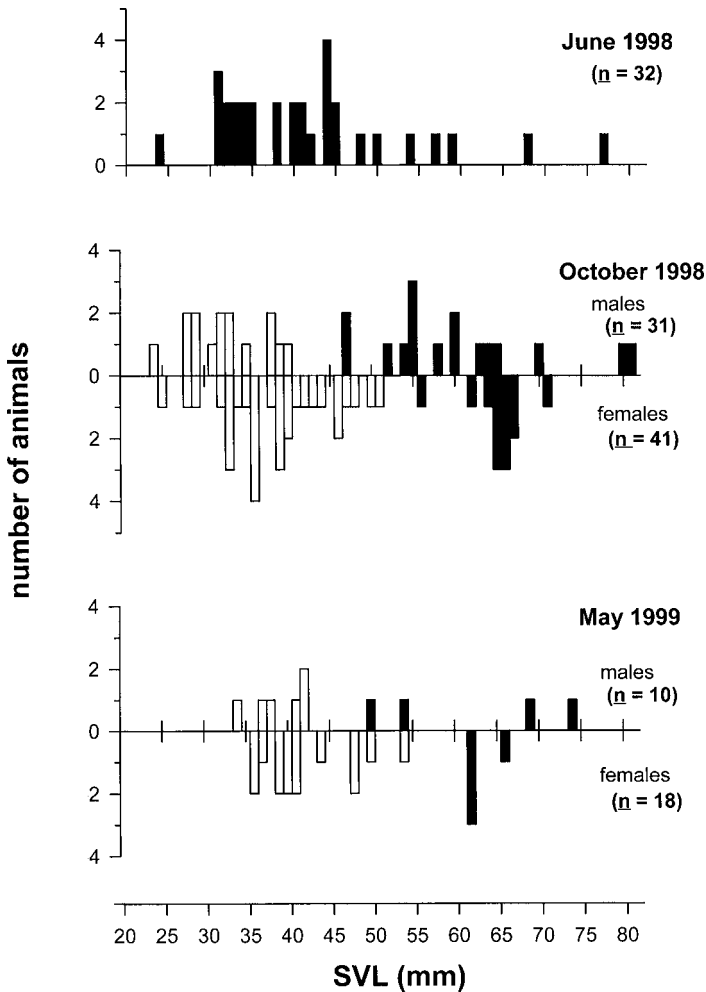 June 1998
(n = 32)
4
2
0
October 1998
males
(n = 31)
females
(n = 41)
4
2
0
2
4
May 1999
males
(n = 10)
females
(n = 18)
4
2
0
2
4
number of animals
20 25 30 35 40 45 50 55 60 65 70 75 80
SVL (mm)